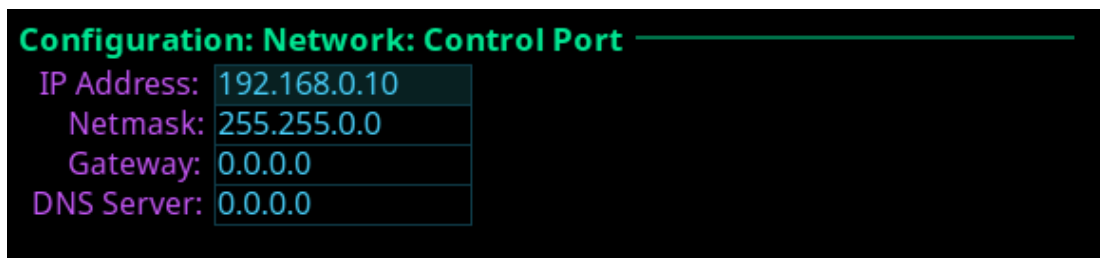 Configuration: Network: Control Port
IP Address: 192.168.0.10
Netmask: 255.255.0.0
Gateway: 0.0.0.0
DNS Server: 0.0.0.0